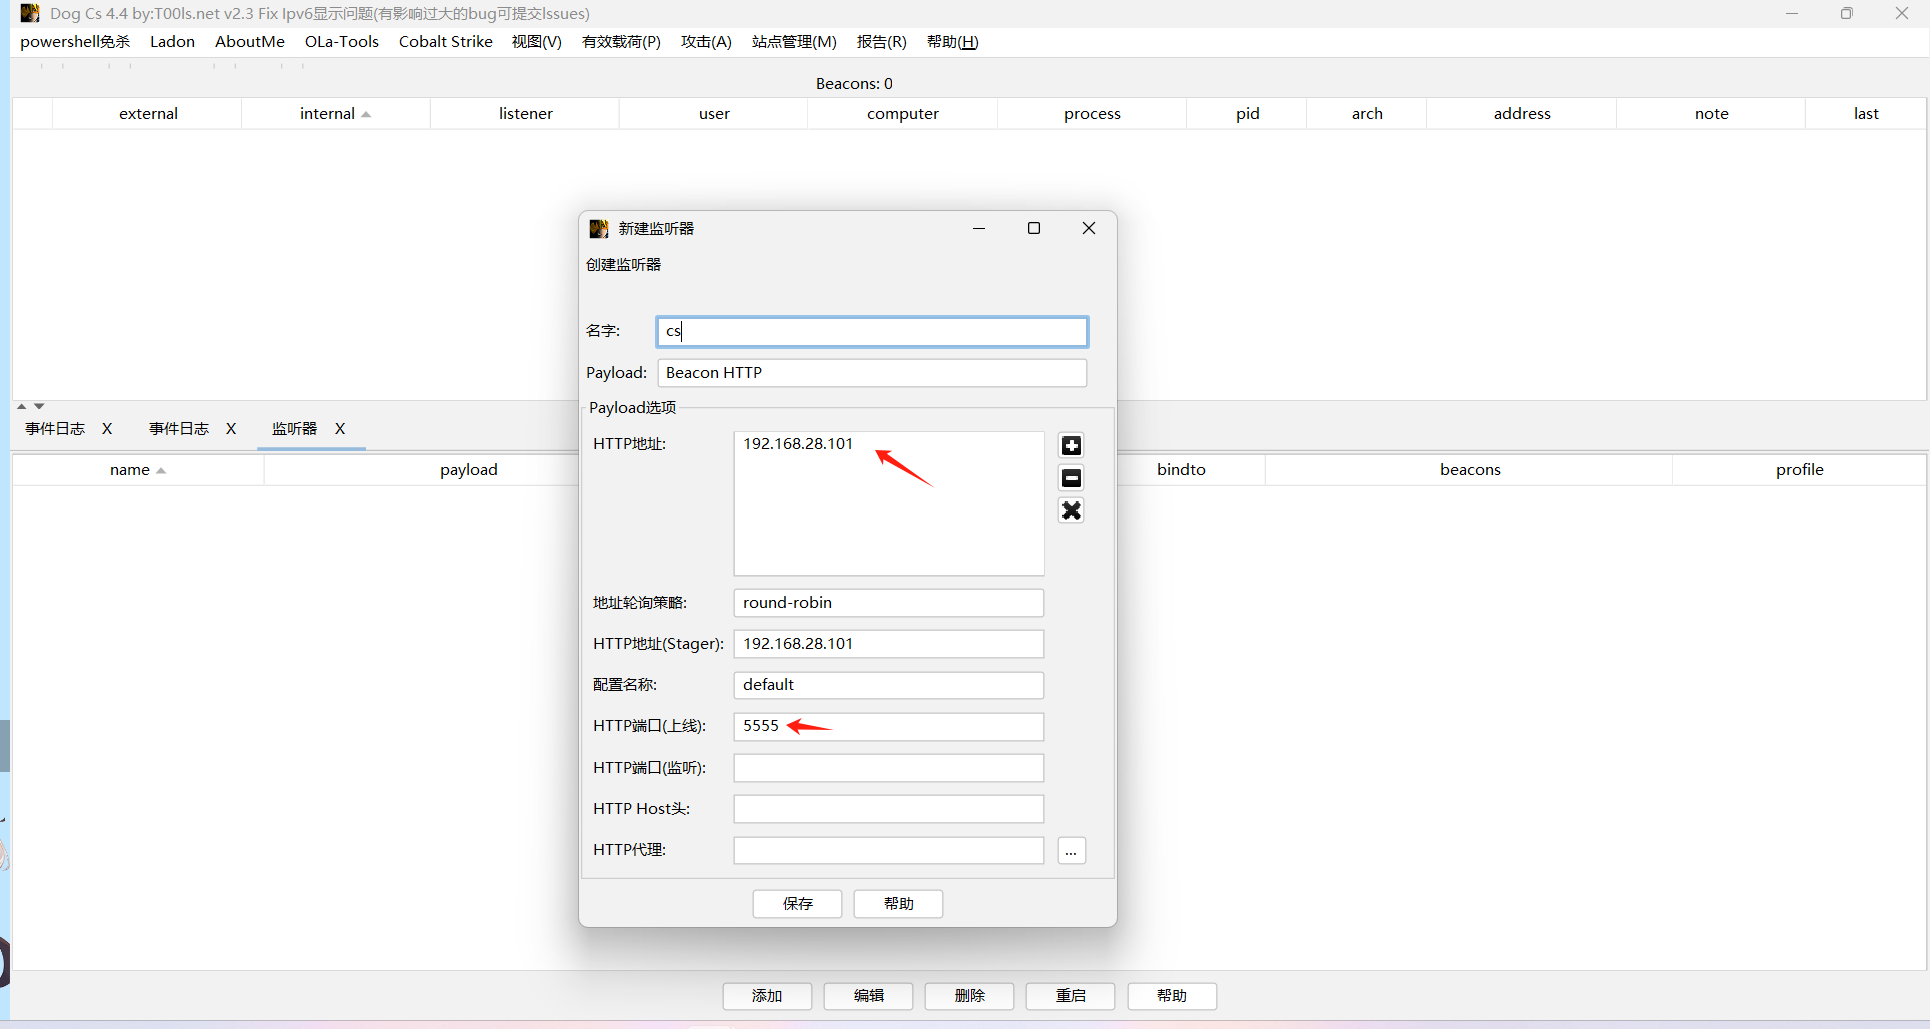 Dog Cs 4.4 by:T00ls.net v2.3 Fix Ipv6显示问题(有影响过大的bug可提交Issues)
powershell免杀 Ladon AboutMe OLa-Tools Cobalt Strike 视图(V) 有效载荷(P) 攻击(A) 站点管理(M) 报告(R) 帮助(H)
Beacons: 0
external internal listener user computer process pid arch address note last
新建监听器
创建监听器
名字: cs
Payload: Beacon HTTP
Payload选项
HTTP地址: 192.168.28.101
地址轮询策略: round-robin
HTTP地址(Stager): 192.168.28.101
配置名称: default
HTTP端口(上线): 5555
HTTP端口(监听):
HTTP Host头:
HTTP代理: ...
保存 帮助
事件日志 X 事件日志 X 监听器 X
name payload bindto beacons profile
添加 编辑 删除 重启 帮助